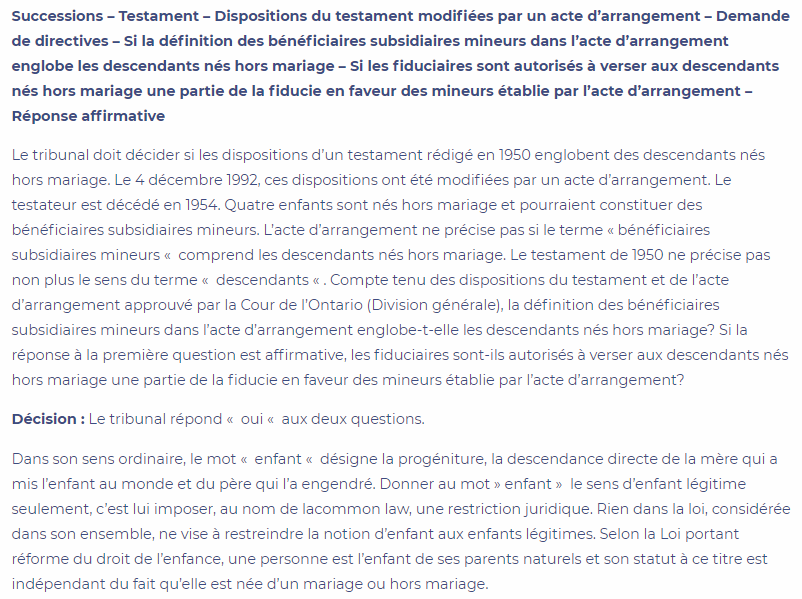 Successions – Testament – Dispositions du testament modifiées par un acte d’arrangement – Demande
de directives – Si la définition des bénéficiaires subsidiaires mineurs dans l’acte d’arrangement
englobe les descendants nés hors mariage – Si les fiduciaires sont autorisés à verser aux descendants
nés hors mariage une partie de la fiducie en faveur des mineurs établie par l’acte d’arrangement –
Réponse affirmative
Le tribunal doit décider si les dispositions d’un testament rédigé en 1950 englobent des descendants nés
hors mariage. Le 4 décembre 1992, ces dispositions ont été modifiées par un acte d’arrangement. Le
testateur est décédé en 1954. Quatre enfants sont nés hors mariage et pourraient constituer des
bénéficiaires subsidiaires mineurs. L’acte d’arrangement ne précise pas si le terme « bénéficiaires
subsidiaires mineurs «  comprend les descendants nés hors mariage. Le testament de 1950 ne précise pas
non plus le sens du terme «  descendants « . Compte tenu des dispositions du testament et de l’acte
d’arrangement approuvé par la Cour de l’Ontario (Division générale), la définition des bénéficiaires
subsidiaires mineurs dans l’acte d’arrangement englobe-t-elle les descendants nés hors mariage? Si la
réponse à la première question est affirmative, les fiduciaires sont-ils autorisés à verser aux descendants nés
hors mariage une partie de la fiducie en faveur des mineurs établie par l’acte d’arrangement?
Décision : Le tribunal répond «  oui «  aux deux questions.
Dans son sens ordinaire, le mot «  enfant «  désigne la progéniture, la descendance directe de la mère qui a
mis l’enfant au monde et du père qui l’a engendré. Donner au mot » enfant »  le sens d’enfant légitime
seulement, c’est lui imposer, au nom de lacommon law, une restriction juridique. Rien dans la loi, considérée
dans son ensemble, ne vise à restreindre la notion d’enfant aux enfants légitimes. Selon la Loi portant
réforme du droit de l’enfance, une personne est l’enfant de ses parents naturels et son statut à ce titre est
indépendant du fait qu’elle est née d’un mariage ou hors mariage.